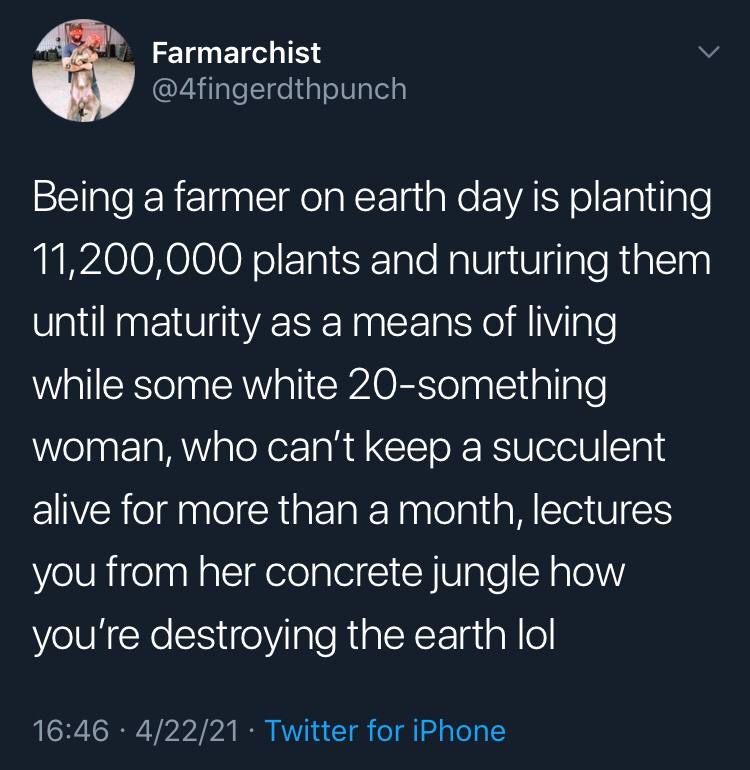 Farmarchist
@4fingerdthpunch
Being a farmer on earth day is planting
11,200,000 plants and nurturing them
until maturity as a means of living
while some white 20-something
woman, who can’t keep a succulent
alive for more than a month, lectures
you from her concrete jungle how
you’re destroying the earth lol
16:46 · 4/22/21 · Twitter for iPhone